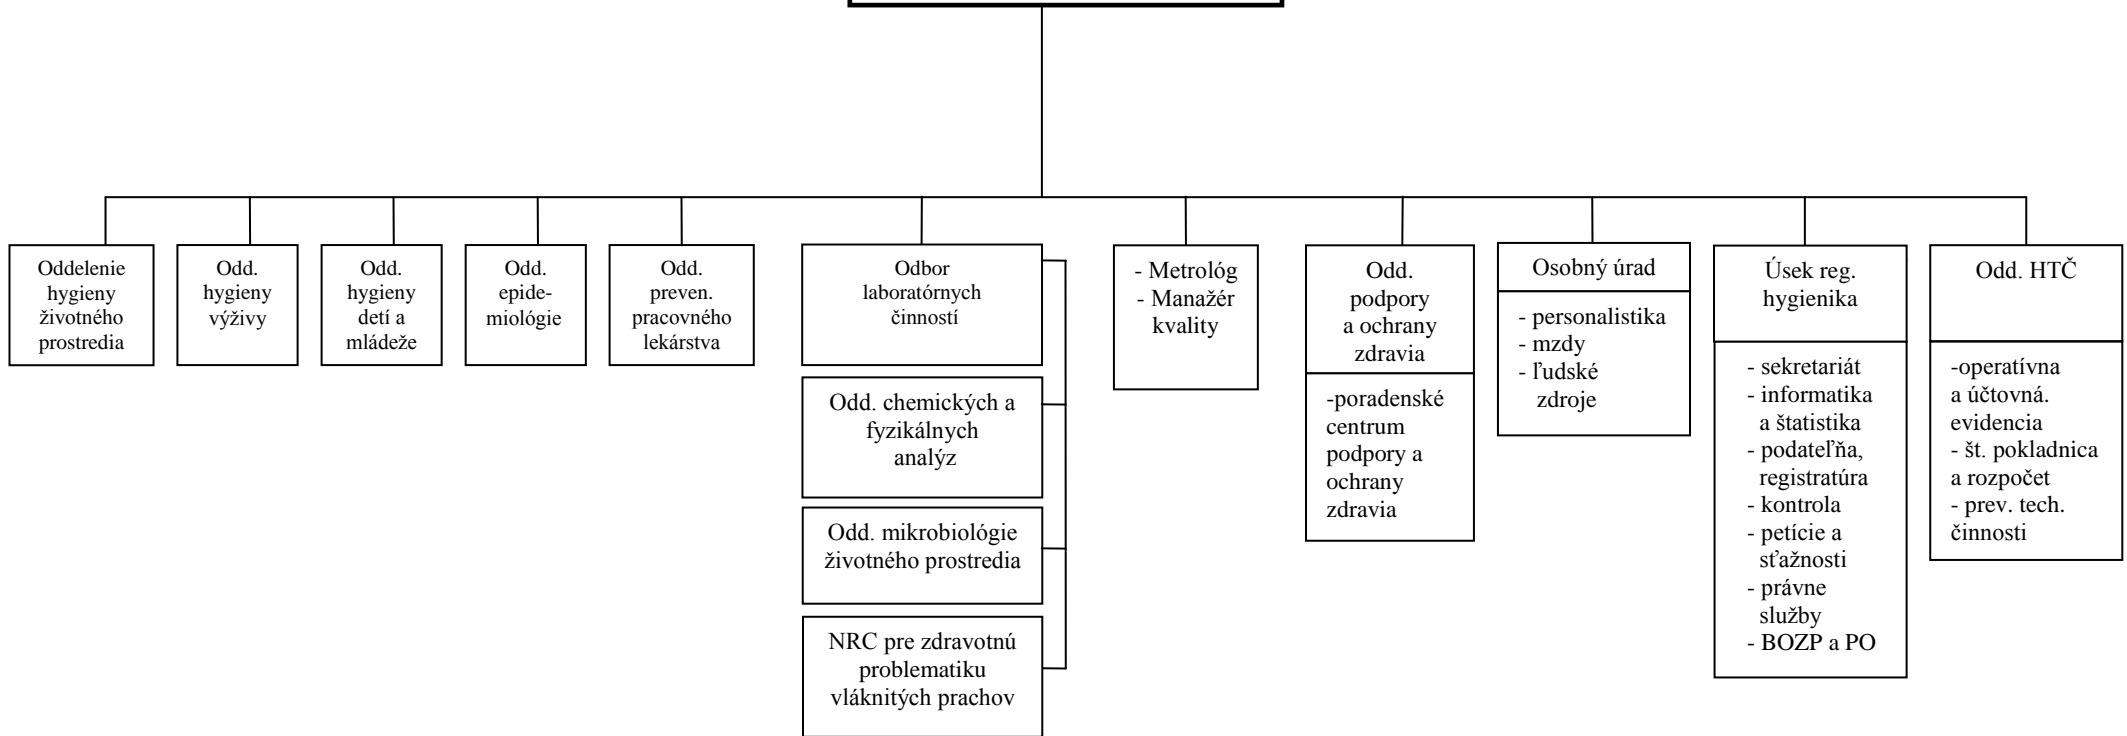 Oddelenie
hygieny
životného
prostredia
Odd.
hygieny
výživy
Odd.
hygieny
detí a
mládeže
Odd.
epide-
miológie
Odd.
preven.
pracovného
lekárstva
Odbor
laboratórnych
činností
Odd. chemických a
fyzikálnych
analýz
Odd. mikrobiológie
životného prostredia
NRC pre zdravotnú
problematiku
vláknitých prachov
- Metrológ
- Manažér
kvality
Odd.
podpory
a ochrany
zdravia
-poradenské
centrum
podpory a
ochrany
zdravia
Osobný úrad
- personalistika
- mzdy
- ľudské
zdroje
Úsek reg.
hygienika
- sekretariát
- informatika
a štatistika
- podateľňa,
registratúra
- kontrola
- petície a
sťažnosti
- právne
služby
- BOZP a PO
Odd. HTČ
-operatívna
a účtovná.
evidencia
- št. pokladnica
a rozpočet
- prev. tech.
činnosti